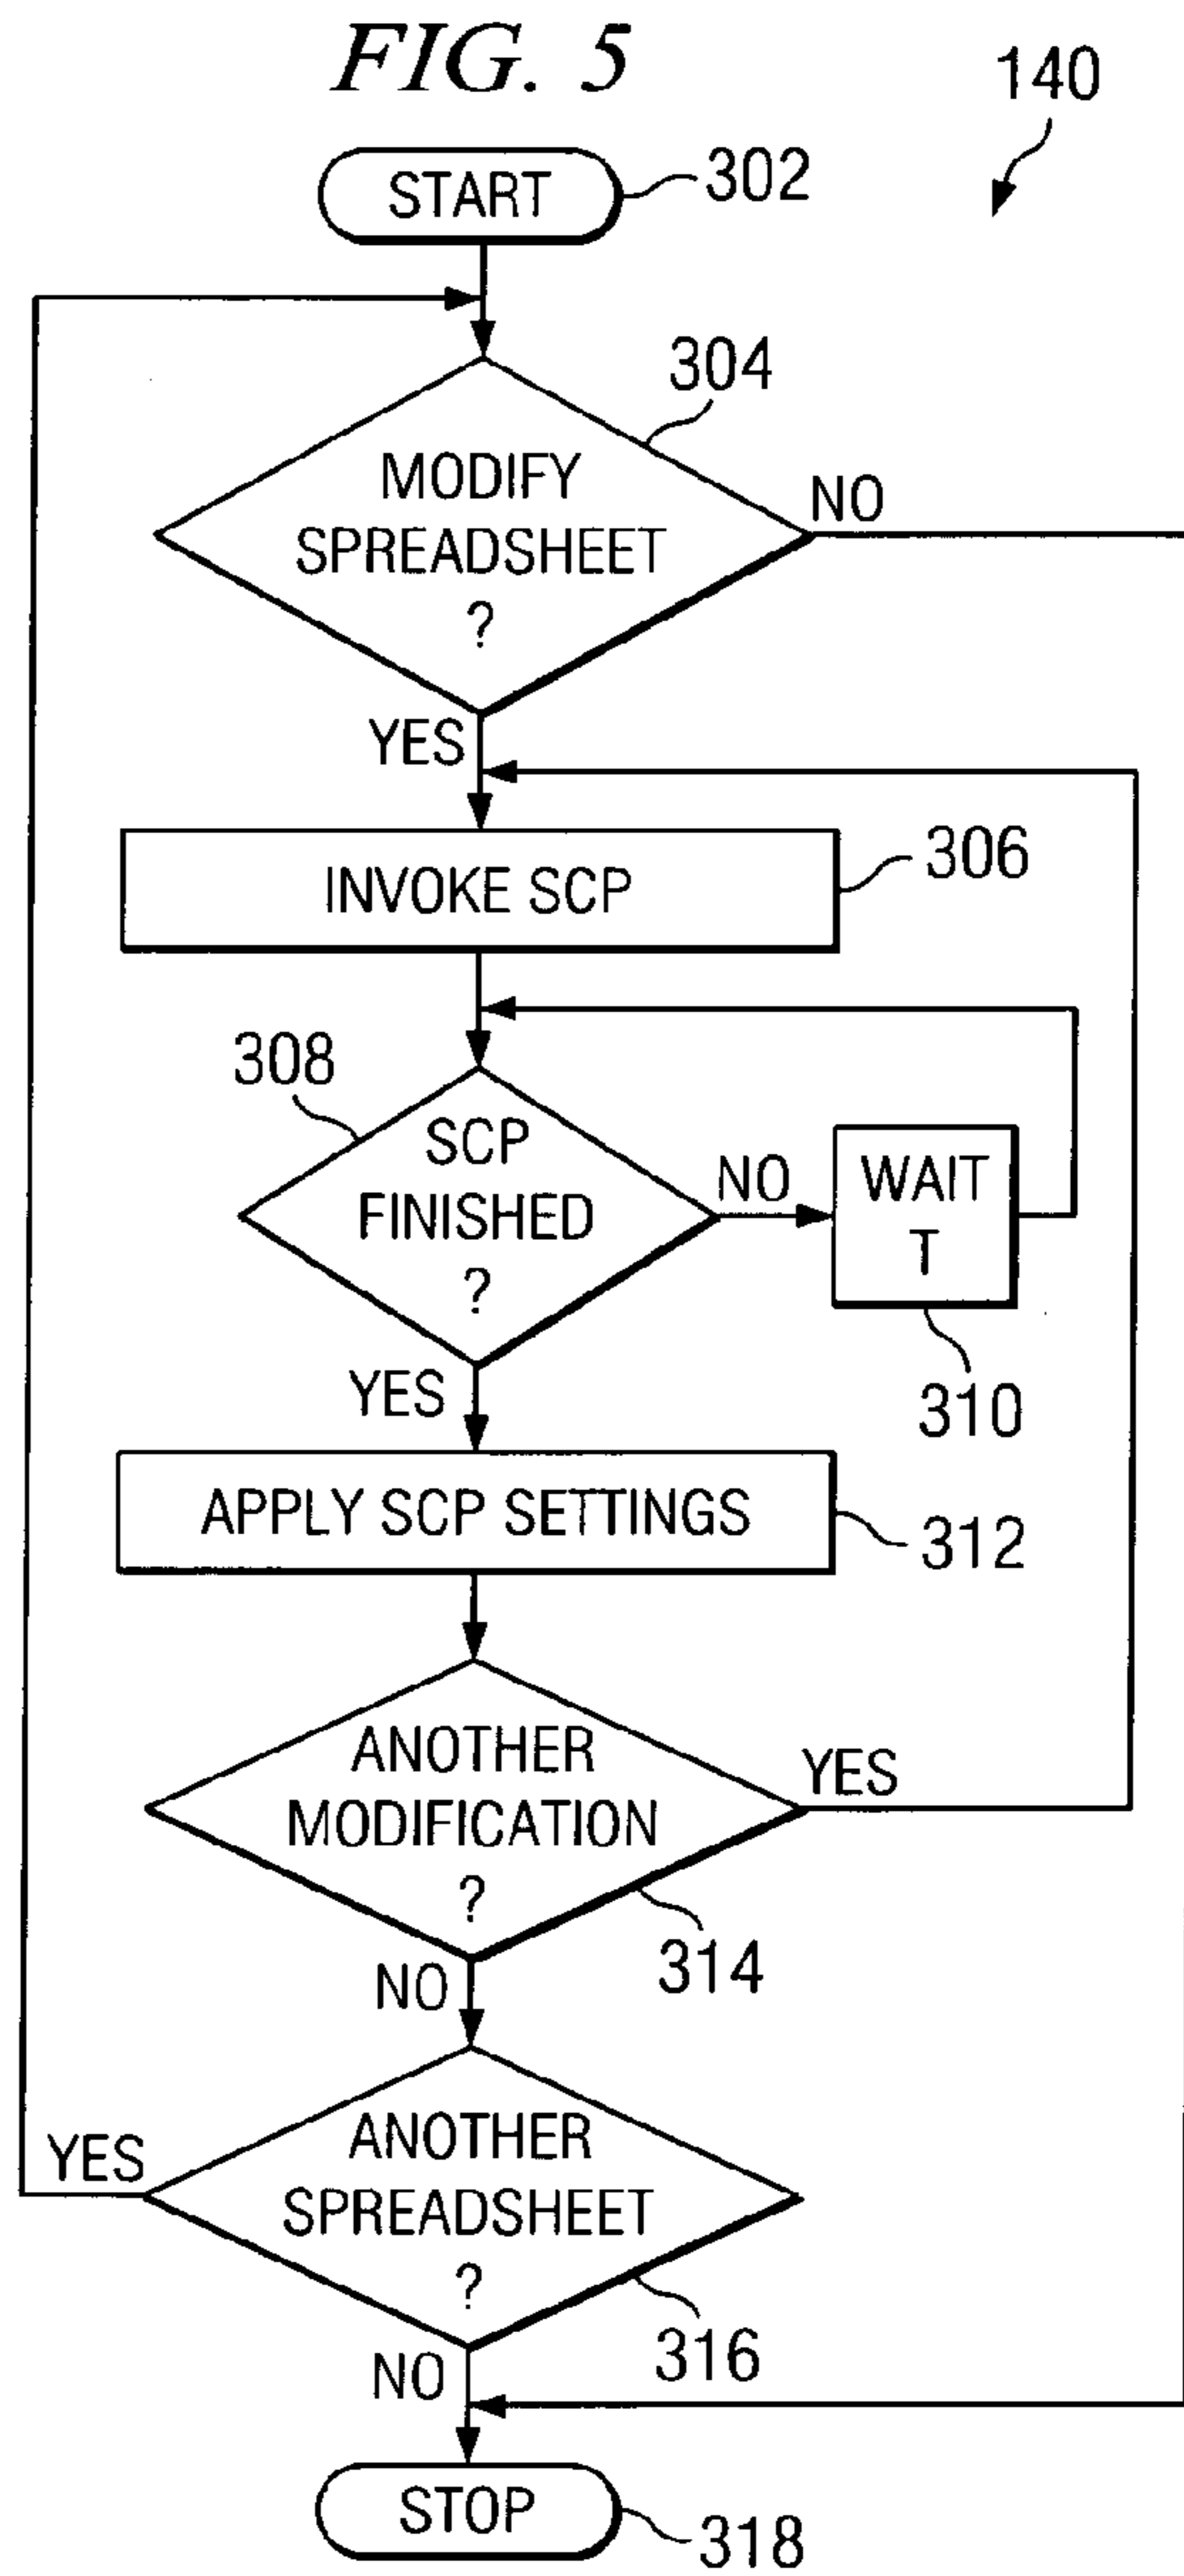 FIG. 5
140
START
302
304
MODIFY
SPREADSHEET
?
NO
YES
INVOKE SCP
306
308
SCP
FINISHED
?
NO
WAIT
T
310
YES
APPLY SCP SETTINGS
312
ANOTHER
MODIFICATION
?
YES
314
NO
ANOTHER
SPREADSHEET
?
YES
316
NO
STOP
318